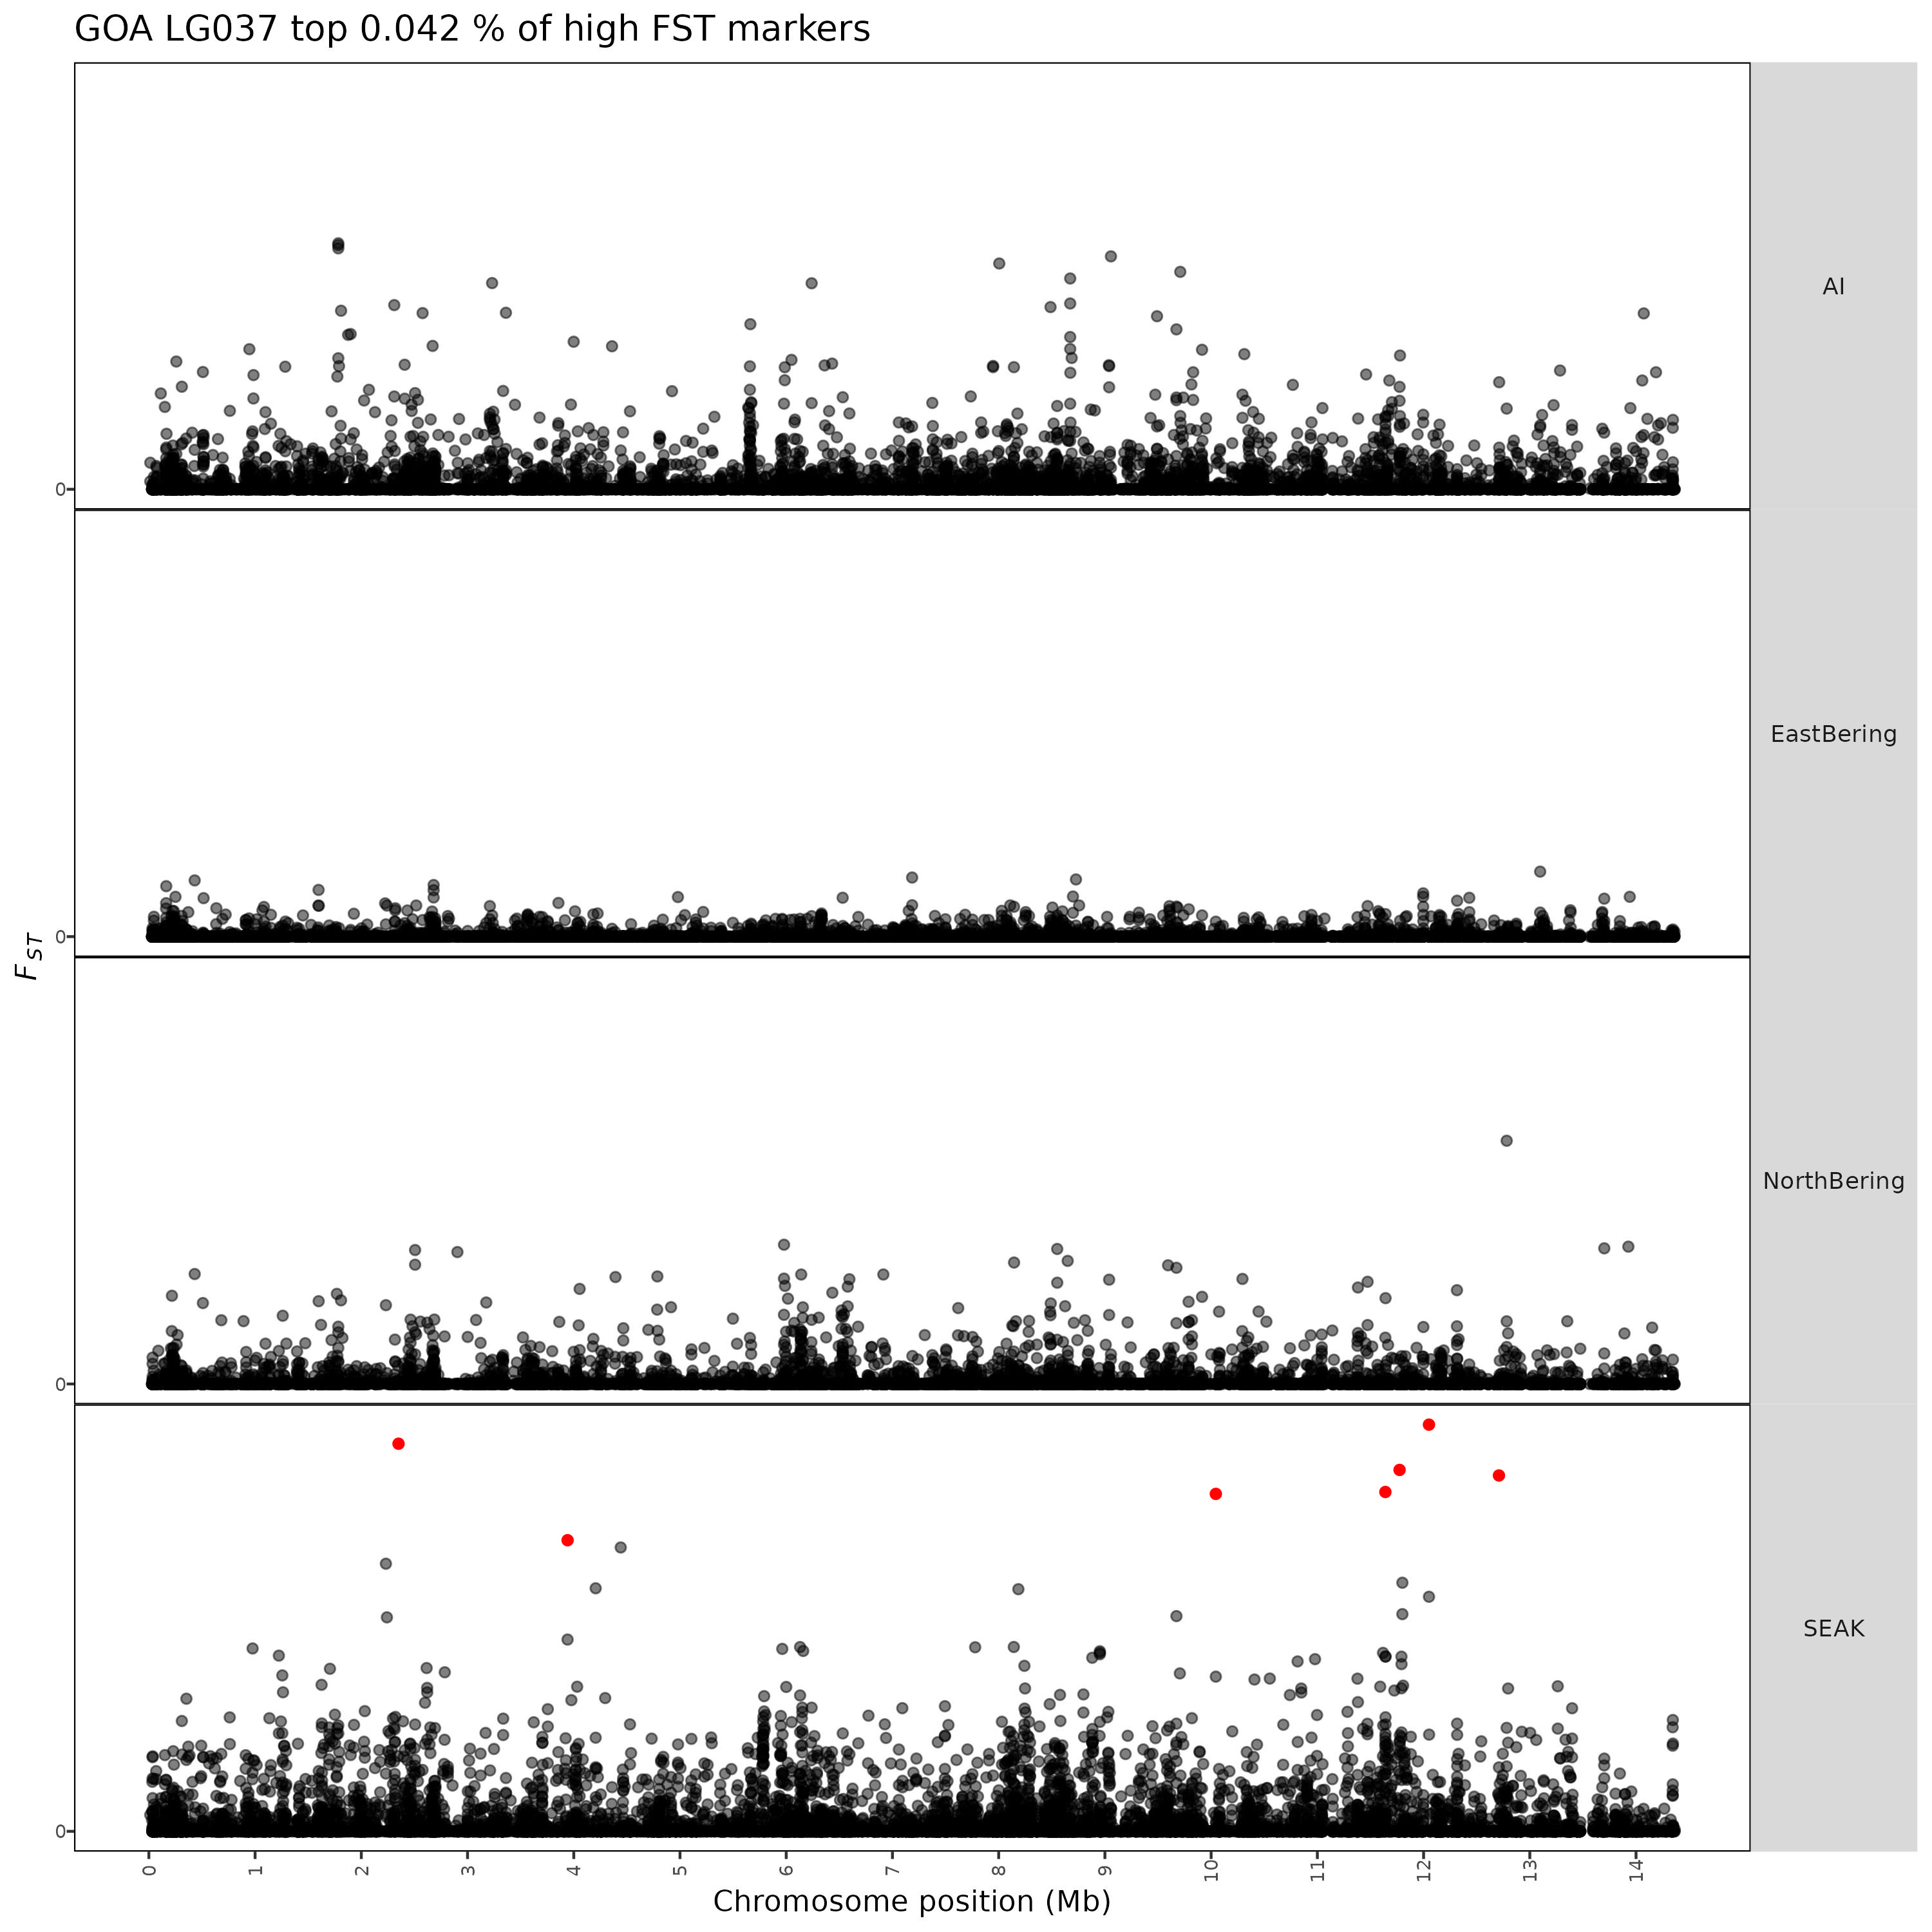 GOA LG037 top 0.042 % of high FST markers
AI
0
EastBering
0
FST
NorthBering
0
SEAK
0
0 1 2 3 4 5 6 7 8 9 10 11 12 13 14
Chromosome position (Mb)